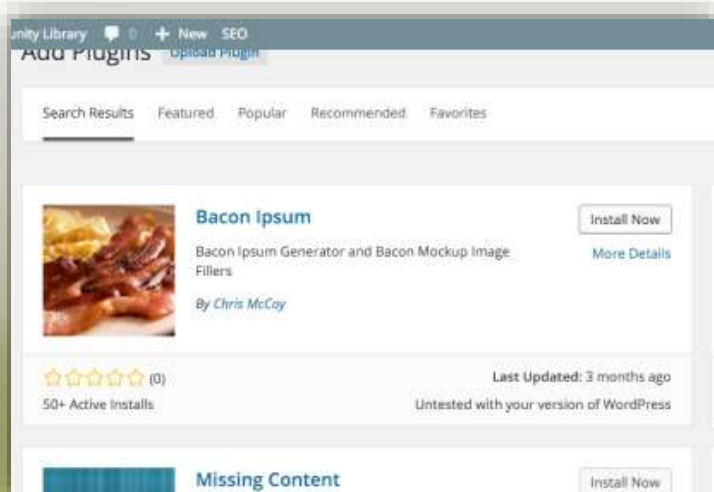 unity Library 0 + New SEO
Add Plugins Upload Plugin
Search Results Featured Popular Recommended Favorites
Bacon Ipsum
Install Now
Bacon Ipsum Generator and Bacon Mockup Image
More Details
Fillers
By Chris McCoy
(0)
Last Updated: 3 months ago
50+ Active Installs
Untested with your version of WordPress
Missing Content
Install Now